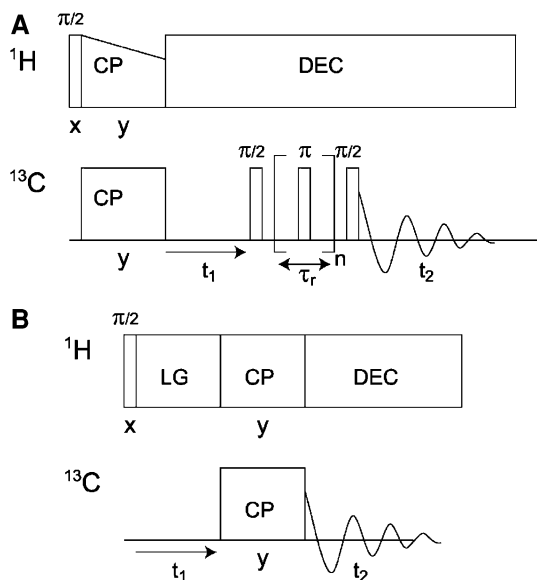 A
π/2
¹H CP DEC
x y
π/2 π π/2
¹³C CP
y t₁ τᵣ n t₂
B
π/2
¹H LG CP DEC
x y
¹³C CP
t₁ y t₂